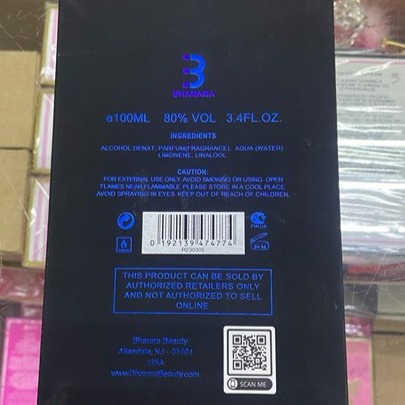 BHARARA
e100ML 80% VOL 3.4FL.OZ.
INGREDIENTS
ALCOHOL DENAT, PARFUM(FRAGRANCE), AQUA (WATER)
LIMONENE, LINALOOL
CAUTION:
FOR EXTERNAL USE ONLY. AVOID SMOKING OR USING OPEN
FLAMES NEAR. FLAMMABLE. PLEASE STORE IN A COOL PLACE.
AVOID SPRAYING IN EYES. KEEP OUT OF REACH OF CHILDREN.
0 192139 474774
R230305
THIS PRODUCT CAN BE SOLD BY
AUTHORIZED RETAILERS ONLY
AND NOT AUTHORIZED TO SELL
ONLINE
Bharara Beauty
Allendale, NJ - 07401
USA
www.BhararaBeauty.com
SCAN ME